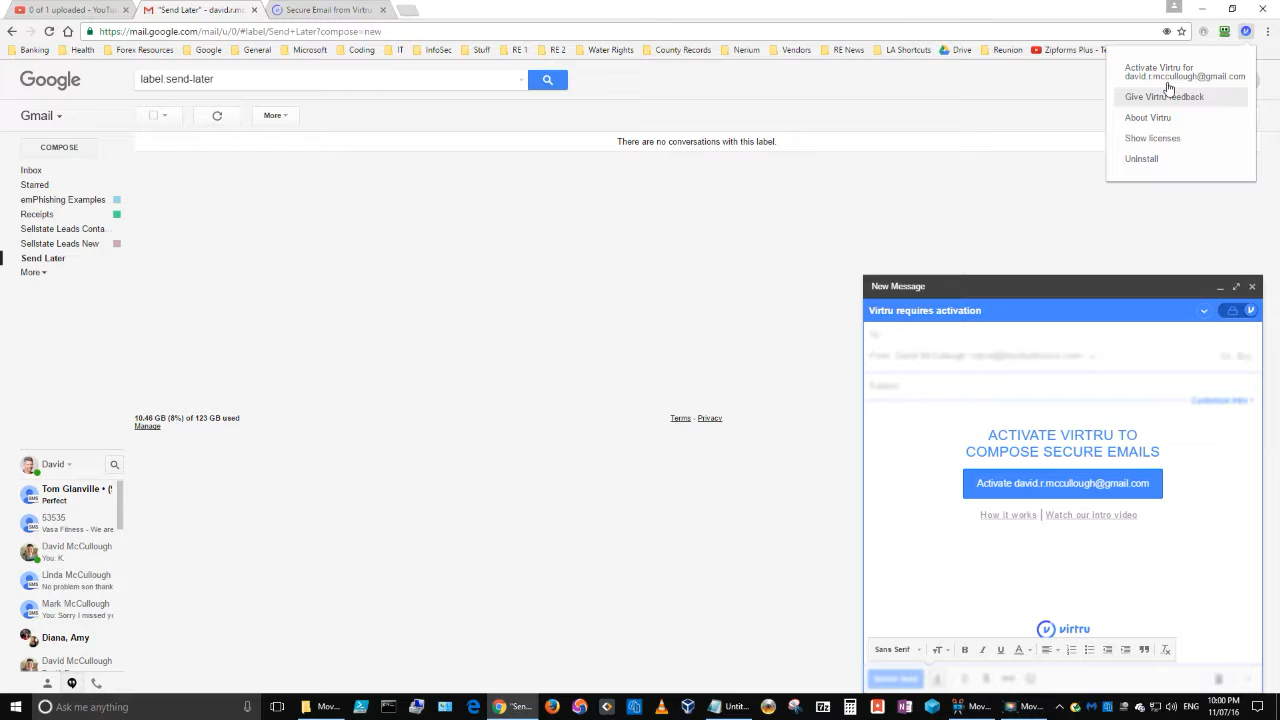 0 of 1 uploaded - YouTub
"Send Later" - david.r.mc
Secure Email from Virtru
https://mail.google.com/mail/u/0/#label/Send+Later?compose=new
Banking Health Forex Resources Google General Microsoft Coding IT InfoSec Stuff RE 1 RE 2 Water Rights County Records Nerium Vendors RE News LA Shortcuts Drive Reunion Zipforms Plus - Te
Google
label:send-later
Activate Virtru for
david.r.mccullough@gmail.com
Give Virtru feedback
About Virtru
Show licenses
Uninstall
Gmail
More
There are no conversations with this label.
COMPOSE
Inbox
Starred
emPhishing Examples
Receipts
Sellstate Leads Conta...
Sellstate Leads New
Send Later
More
10.46 GB (8%) of 123 GB used
Manage
Terms - Privacy
New Message
Virtru requires activation
ACTIVATE VIRTRU TO
COMPOSE SECURE EMAILS
Activate david.r.mccullough@gmail.com
How it works | Watch our intro video
virtru
Sans Serif
David
Tom Glanville • (
Perfect
53535
Vasa Fitness - We are
David McCullough
You: K.
Linda McCullough
No problem son thank
Mark McCullough
You: Sorry I missed yo
Diana, Amy
David McCullough
Ask me anything
Mov...
Sen...
Untit...
Mov...
Mov...
10:00 PM
11/07/16